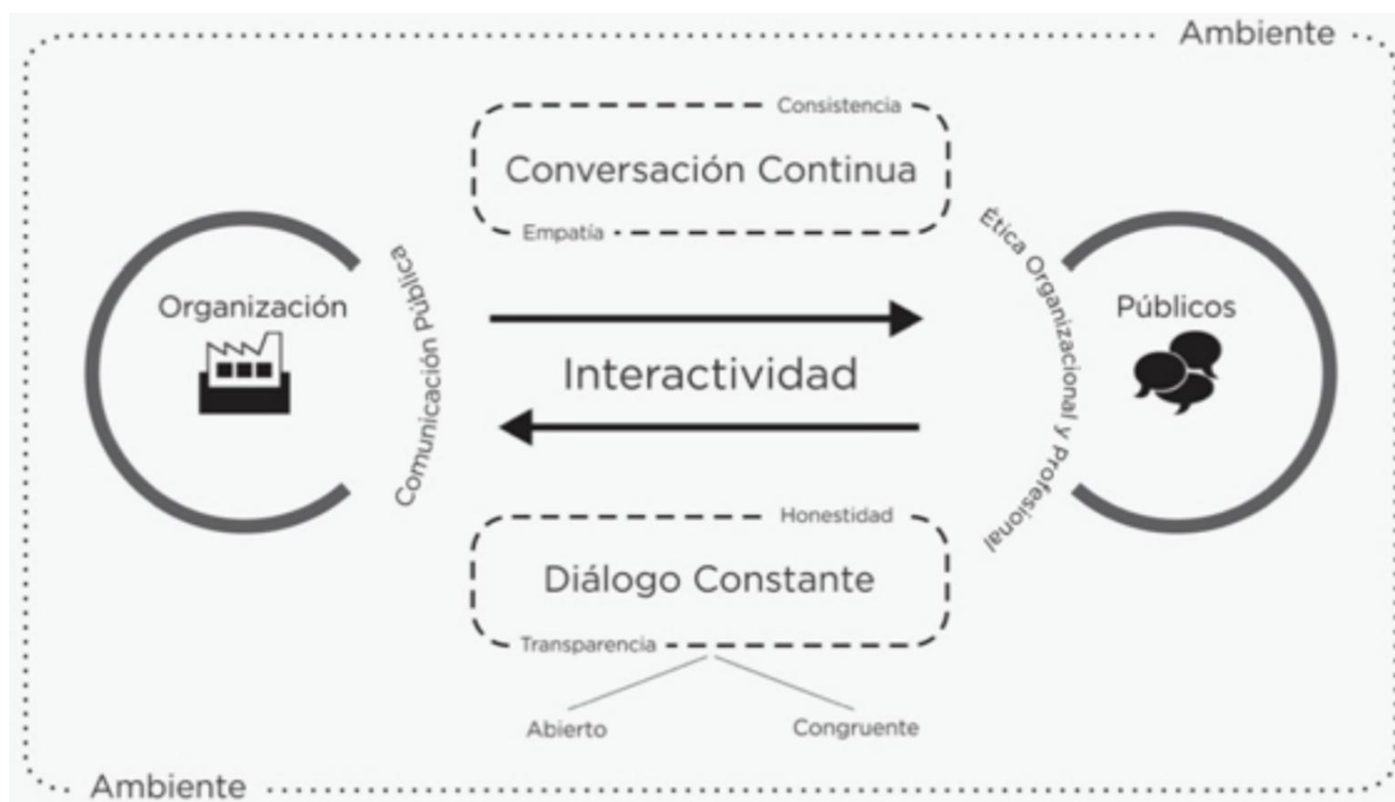 Ambiente
Consistencia
Conversación Continua
Empatía
Organización
Comunicación Pública
Interactividad
Ética Organizacional y Profesional
Públicos
Honestidad
Diálogo Constante
Transparencia
Abierto
Congruente
Ambiente